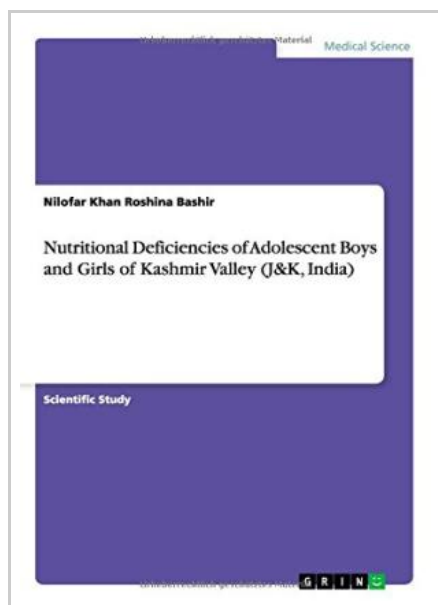 Material
Medical Science
Nilofar Khan Roshina Bashir
Nutritional Deficiencies of Adolescent Boys
and Girls of Kashmir Valley (J&K, India)
Scientific Study
GRIN